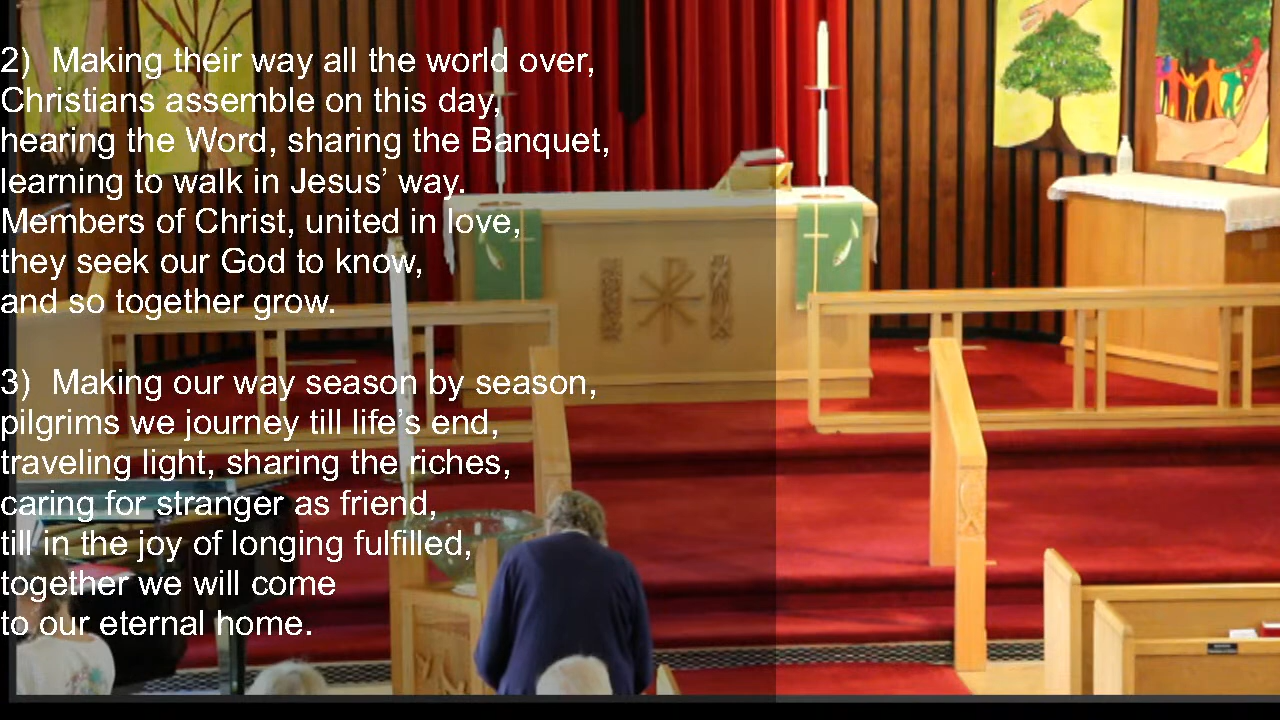 2)  Making their way all the world over,
Christians assemble on this day,
hearing the Word, sharing the Banquet,
learning to walk in Jesus’ way.
Members of Christ, united in love,
they seek our God to know,
and so together grow.
3)  Making our way season by season,
pilgrims we journey till life’s end,
traveling light, sharing the riches,
caring for stranger as friend,
till in the joy of longing fulfilled,
together we will come
to our eternal home.